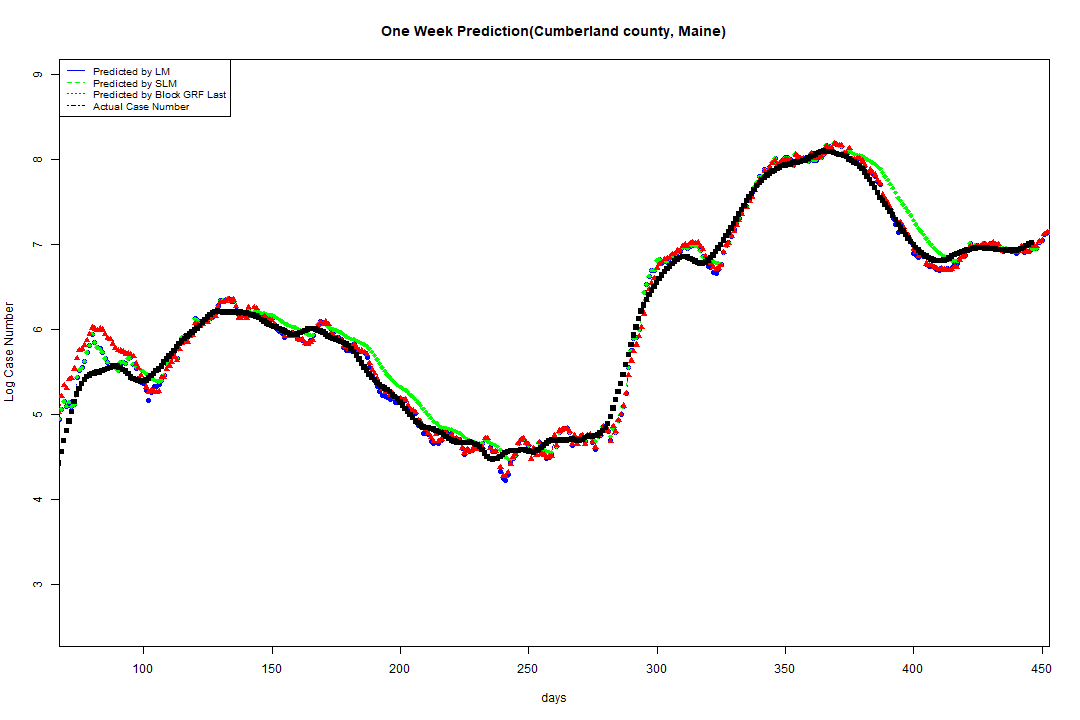 One Week Prediction(Cumberland county, Maine)
Predicted by LM
Predicted by SLM
Predicted by Block GRF Last
Actual Case Number
9
8
7
6
5
4
3
Log Case Number
100 150 200 250 300 350 400 450
days